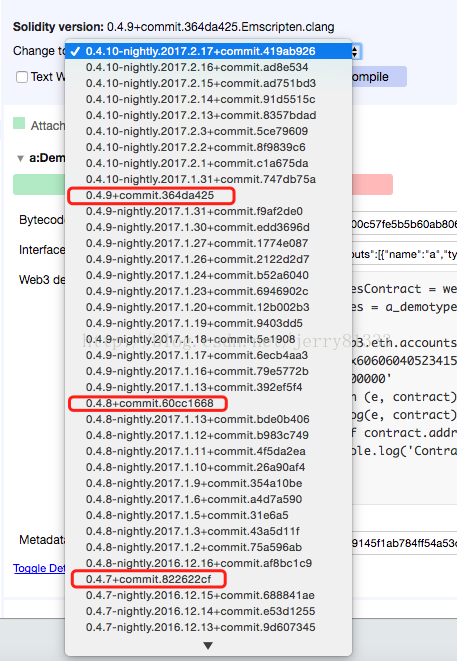 Solidity version: 0.4.9+commit.364da425.Emscripten.clang
Change to
✓ 0.4.10-nightly.2017.2.17+commit.419ab926
0.4.10-nightly.2017.2.16+commit.ad8e534
0.4.10-nightly.2017.2.15+commit.ad751bd3
0.4.10-nightly.2017.2.14+commit.91d5515c
0.4.10-nightly.2017.2.13+commit.8357bdad
0.4.10-nightly.2017.2.3+commit.5ce79609
0.4.10-nightly.2017.2.2+commit.8f9839c6
0.4.10-nightly.2017.2.1+commit.c1a675da
0.4.10-nightly.2017.1.31+commit.747db75a
0.4.9+commit.364da425
0.4.9-nightly.2017.1.31+commit.f9af2de0
0.4.9-nightly.2017.1.30+commit.edd3696d
0.4.9-nightly.2017.1.27+commit.1774e087
0.4.9-nightly.2017.1.26+commit.2122d2d7
0.4.9-nightly.2017.1.24+commit.b52a6040
0.4.9-nightly.2017.1.23+commit.6946902c
0.4.9-nightly.2017.1.20+commit.12b002b3
0.4.9-nightly.2017.1.19+commit.9403dd5
0.4.9-nightly.2017.1.18+commit.5e1908
0.4.9-nightly.2017.1.17+commit.6ecb4aa3
0.4.9-nightly.2017.1.16+commit.79e5772b
0.4.9-nightly.2017.1.13+commit.392ef5f4
0.4.8+commit.60cc1668
0.4.8-nightly.2017.1.13+commit.bde0b406
0.4.8-nightly.2017.1.12+commit.b983c749
0.4.8-nightly.2017.1.11+commit.4f5da2ea
0.4.8-nightly.2017.1.10+commit.26a90af4
0.4.8-nightly.2017.1.9+commit.354a10be
0.4.8-nightly.2017.1.6+commit.a4d7a590
0.4.8-nightly.2017.1.5+commit.31e6a5
0.4.8-nightly.2017.1.3+commit.43a5d11f
0.4.8-nightly.2017.1.2+commit.75a596ab
0.4.8-nightly.2016.12.16+commit.af8bc1c9
0.4.7+commit.822622cf
0.4.7-nightly.2016.12.15+commit.688841ae
0.4.7-nightly.2016.12.14+commit.e53d1255
0.4.7-nightly.2016.12.13+commit.9d607345
Text W
ompile
Attach
a:Dem
Bytecod
00c57fe5b5b60ab806
Interface
outs":[{"name":"a","ty
Web3 de
esContract = we
es = a_demotype
b3.eth.accounts
x60606040523415
00000'
n (e, contract)
log(e, contract)
f contract.addr
ole.log('Contra
Metadat
9145f1ab784ff54a53c
Toggle Det